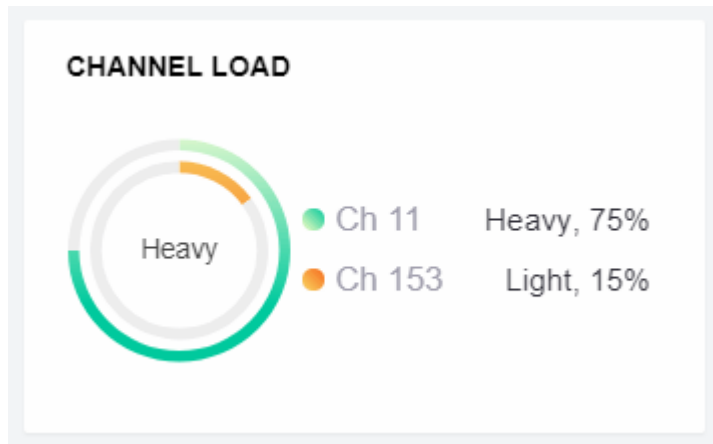 CHANNEL LOAD
Heavy
Ch 11 Heavy, 75%
Ch 153 Light, 15%